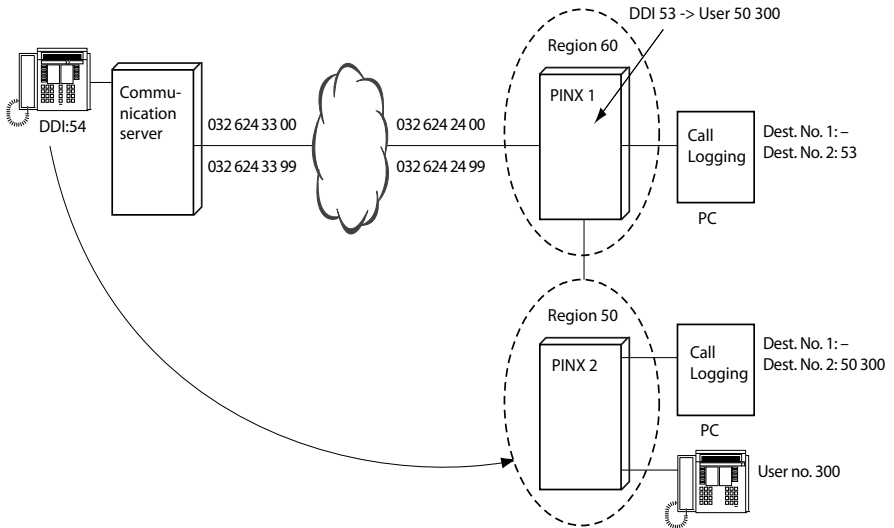 DDI 53 -> User 50 300
Region 60
PINX 1
Commu-
nication
server
DDI:54
032 624 33 00
032 624 33 99
032 624 24 00
032 624 24 99
Call
Logging
PC
Dest. No. 1: –
Dest. No. 2: 53
Region 50
PINX 2
Call
Logging
PC
Dest. No. 1: –
Dest. No. 2: 50 300
User no. 300